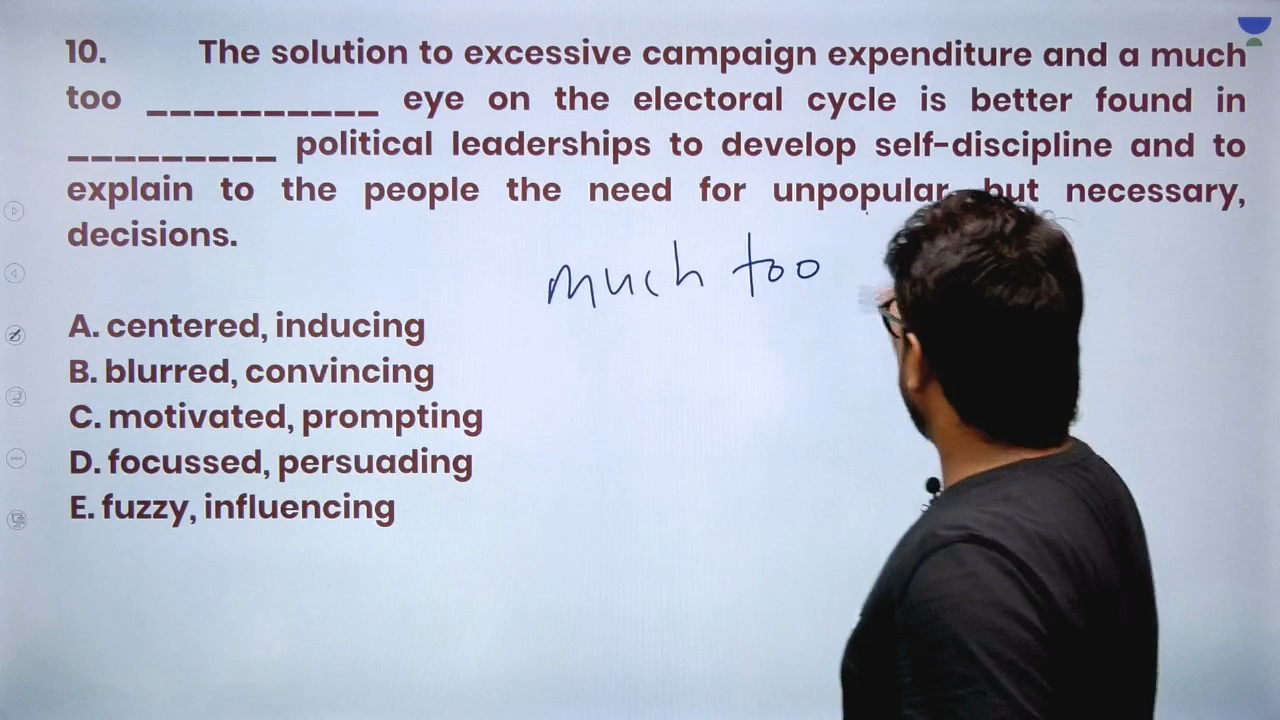 10. The solution to excessive campaign expenditure and a much
too __________ eye on the electoral cycle is better found in
_________ political leaderships to develop self-discipline and to
explain to the people the need for unpopular, but necessary,
decisions.
much too
A. centered, inducing
B. blurred, convincing
C. motivated, prompting
D. focussed, persuading
E. fuzzy, influencing